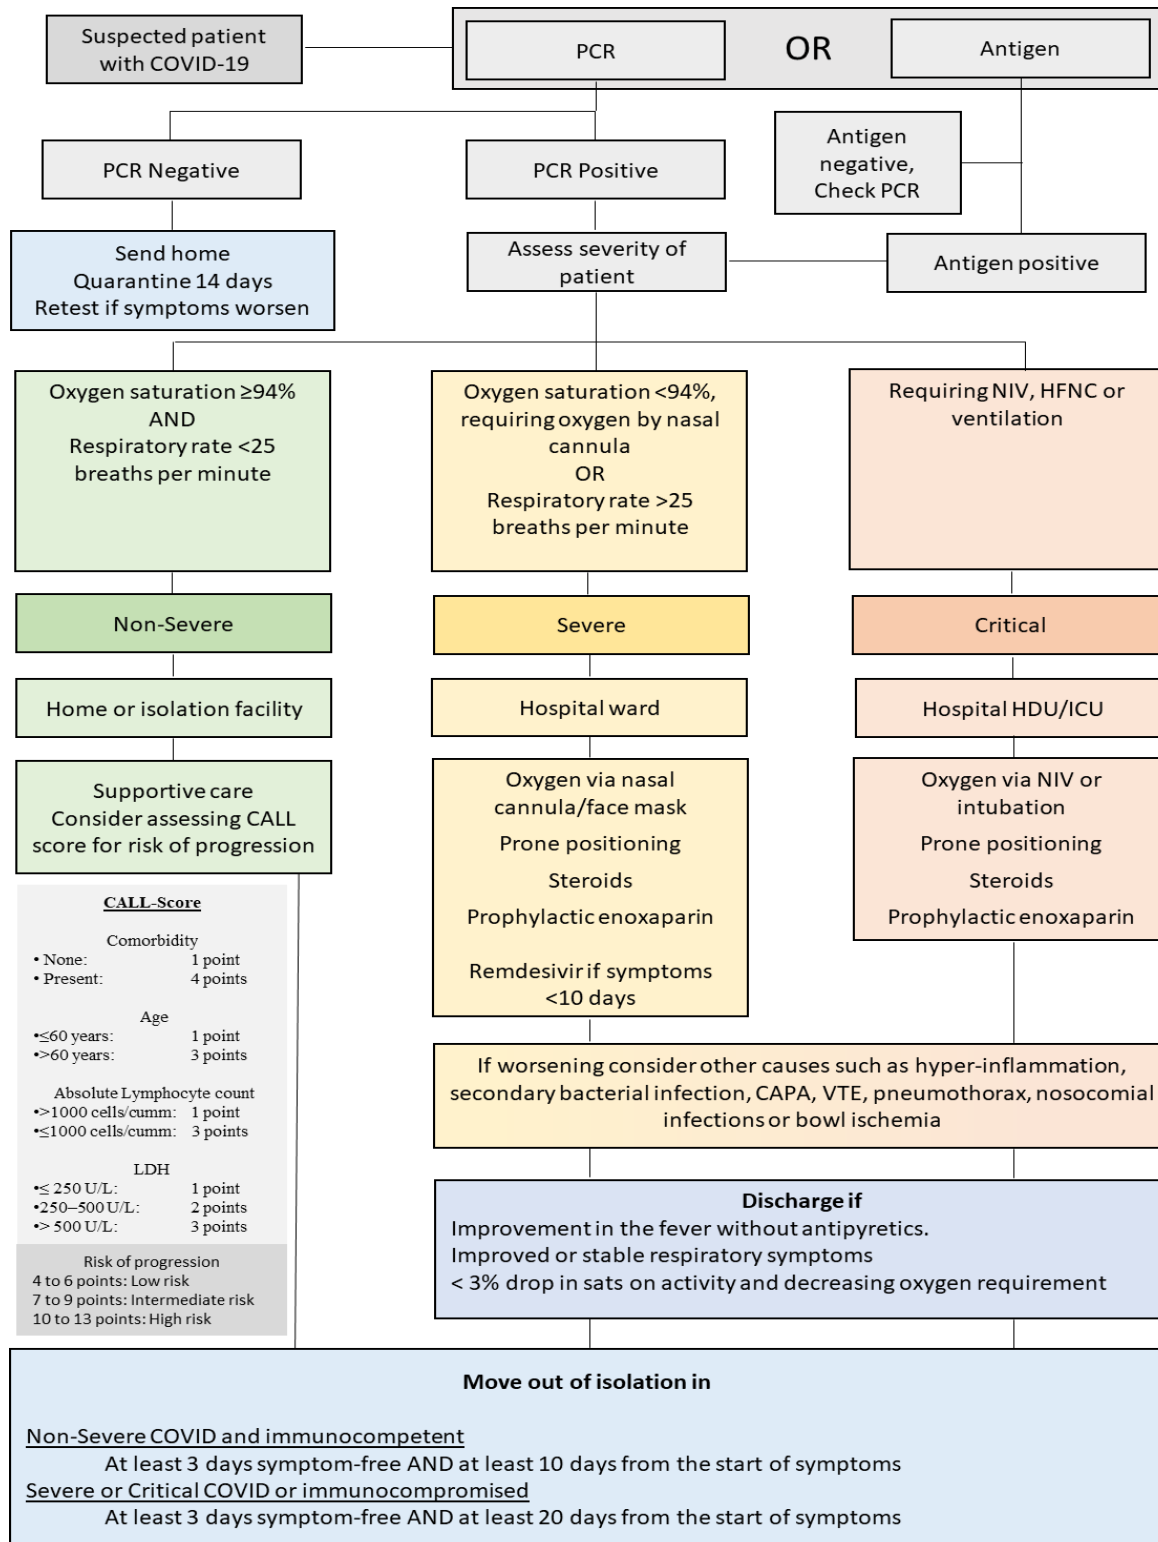 Suspected patient
with COVID-19
PCR
OR
Antigen
PCR Negative
PCR Positive
Antigen
negative,
Check PCR
Send home
Quarantine 14 days
Retest if symptoms worsen
Assess severity of
patient
Antigen positive
Oxygen saturation ≥94%
AND
Respiratory rate <25
breaths per minute
Oxygen saturation <94%,
requiring oxygen by nasal
cannula
OR
Respiratory rate >25
breaths per minute
Requiring NIV, HFNC or
ventilation
Non-Severe
Severe
Critical
Home or isolation facility
Hospital ward
Hospital HDU/ICU
Supportive care
Consider assessing CALL
score for risk of progression
Oxygen via nasal
cannula/face mask
Prone positioning
Steroids
Prophylactic enoxaparin
Remdesivir if symptoms
<10 days
Oxygen via NIV or
intubation
Prone positioning
Steroids
Prophylactic enoxaparin
CALL-Score
Comorbidity
• None: 1 point
• Present: 4 points
Age
•≤60 years: 1 point
•>60 years: 3 points
Absolute Lymphocyte count
•>1000 cells/cumm: 1 point
•≤1000 cells/cumm: 3 points
LDH
•≤ 250 U/L: 1 point
•250–500 U/L: 2 points
•> 500 U/L: 3 points
Risk of progression
4 to 6 points: Low risk
7 to 9 points: Intermediate risk
10 to 13 points: High risk
If worsening consider other causes such as hyper-inflammation,
secondary bacterial infection, CAPA, VTE, pneumothorax, nosocomial
infections or bowl ischemia
Discharge if
Improvement in the fever without antipyretics.
Improved or stable respiratory symptoms
< 3% drop in sats on activity and decreasing oxygen requirement
Move out of isolation in
Non-Severe COVID and immunocompetent
At least 3 days symptom-free AND at least 10 days from the start of symptoms
Severe or Critical COVID or immunocompromised
At least 3 days symptom-free AND at least 20 days from the start of symptoms